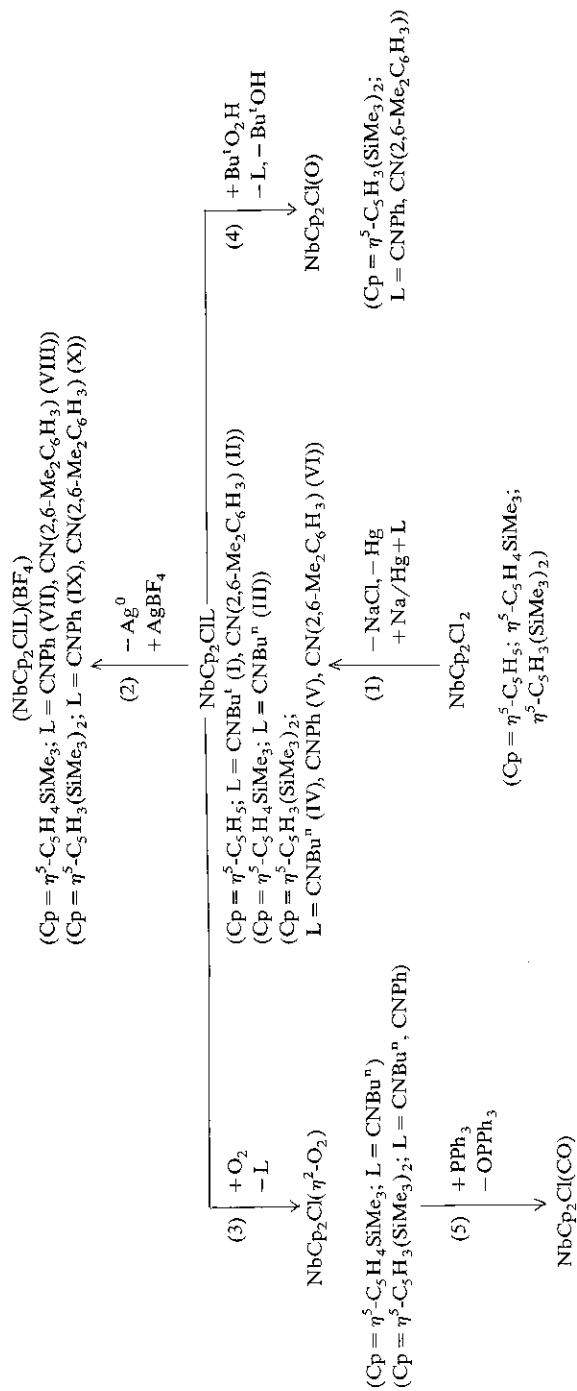 (NbCp₂ClL)(BF₄)
(Cp = η⁵-C₅H₄SiMe₃; L = CNPh (VII), CN(2,6-Me₂C₆H₃) (VIII))
(Cp = η⁵-C₅H₃(SiMe₃)₂; L = CNPh (IX), CN(2,6-Me₂C₆H₃) (X))
(2)
−Ag⁰
+AgBF₄
NbCp₂ClL
(Cp = η⁵-C₅H₅; L = CNBuᵗ (I), CN(2,6-Me₂C₆H₃) (II))
(Cp = η⁵-C₅H₄SiMe₃; L = CNBuⁿ (III))
(Cp = η⁵-C₅H₃(SiMe₃)₂;
L = CNBuⁿ (IV), CNPh (V), CN(2,6-Me₂C₆H₃) (VI))
(1)
−NaCl, −Hg
+Na/Hg + L
NbCp₂Cl₂
(Cp = η⁵-C₅H₅; η⁵-C₅H₄SiMe₃;
η⁵-C₅H₃(SiMe₃)₂)
(3)
+O₂
−L
NbCp₂Cl(η²-O₂)
(Cp = η⁵-C₅H₄SiMe₃; L = CNBuⁿ)
(Cp = η⁵-C₅H₃(SiMe₃)₂; L = CNBuⁿ, CNPh)
(5)
+PPh₃
−OPPh₃
NbCp₂Cl(CO)
(4)
+BuᵗO₂H
−L, −BuᵗOH
NbCp₂Cl(O)
(Cp = η⁵-C₅H₃(SiMe₃)₂;
L = CNPh, CN(2,6-Me₂C₆H₃))